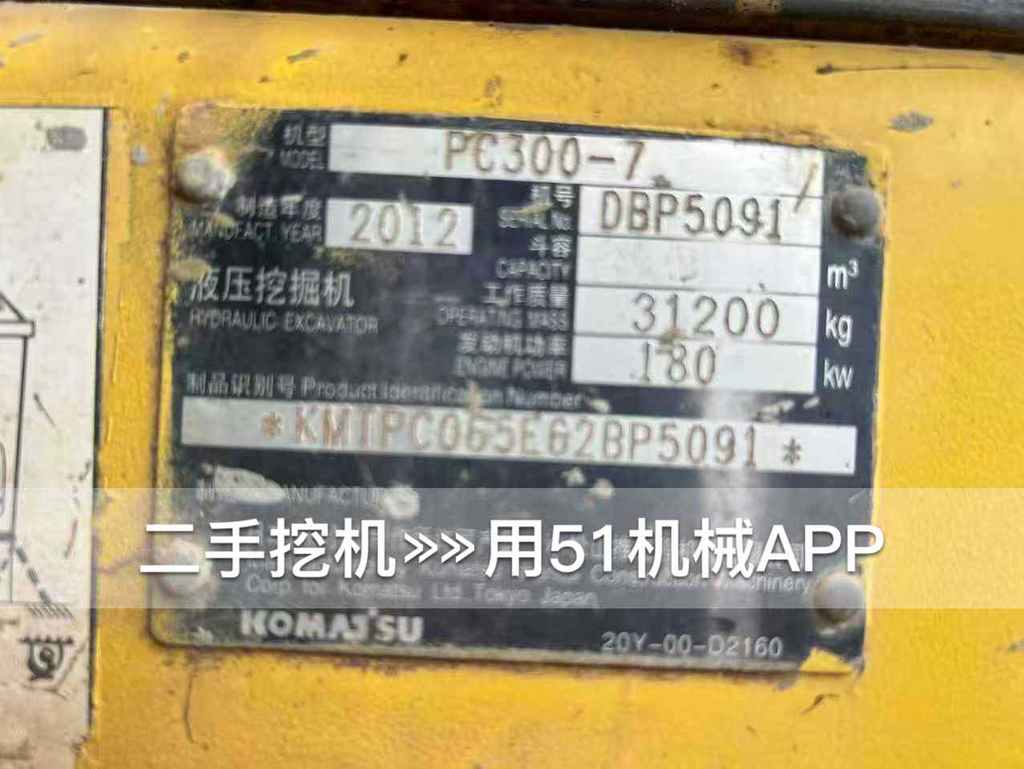 机型 PC300-7
MODEL
机号 DBP5091
制造年度 2012 SERIAL No.
MANUFACT. YEAR
斗容 m³
CAPACITY
液压挖掘机 工作质量 31200 kg
HYDRAULIC EXCAVATOR OPERATING MASS
发动机功率 180 kw
ENGINE POWER
制品识别号 Product Identification Number
*KMTPC065E62BP5091*
MANUFACTUR
二手挖机»»用51机械APP
Construction Machinery
Corp for Komatsu Ltd Tokyo Japan
KOMATSU 20Y-00-D2160